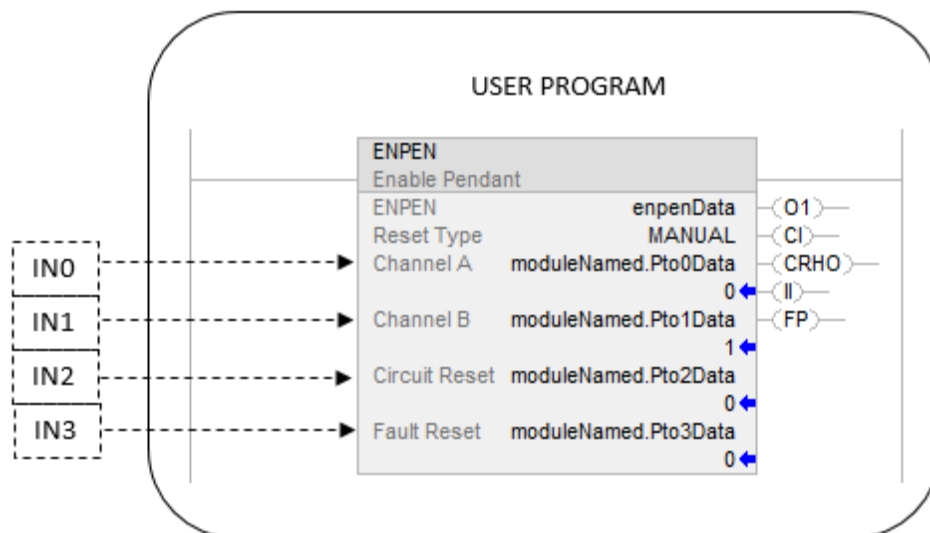 USER PROGRAM
ENPEN
Enable Pendant
ENPEN enpenData O1
Reset Type MANUAL CI
IN0 Channel A moduleNamed.Pto0Data CRHO
0 II
IN1 Channel B moduleNamed.Pto1Data FP
1
IN2 Circuit Reset moduleNamed.Pto2Data
0
IN3 Fault Reset moduleNamed.Pto3Data
0